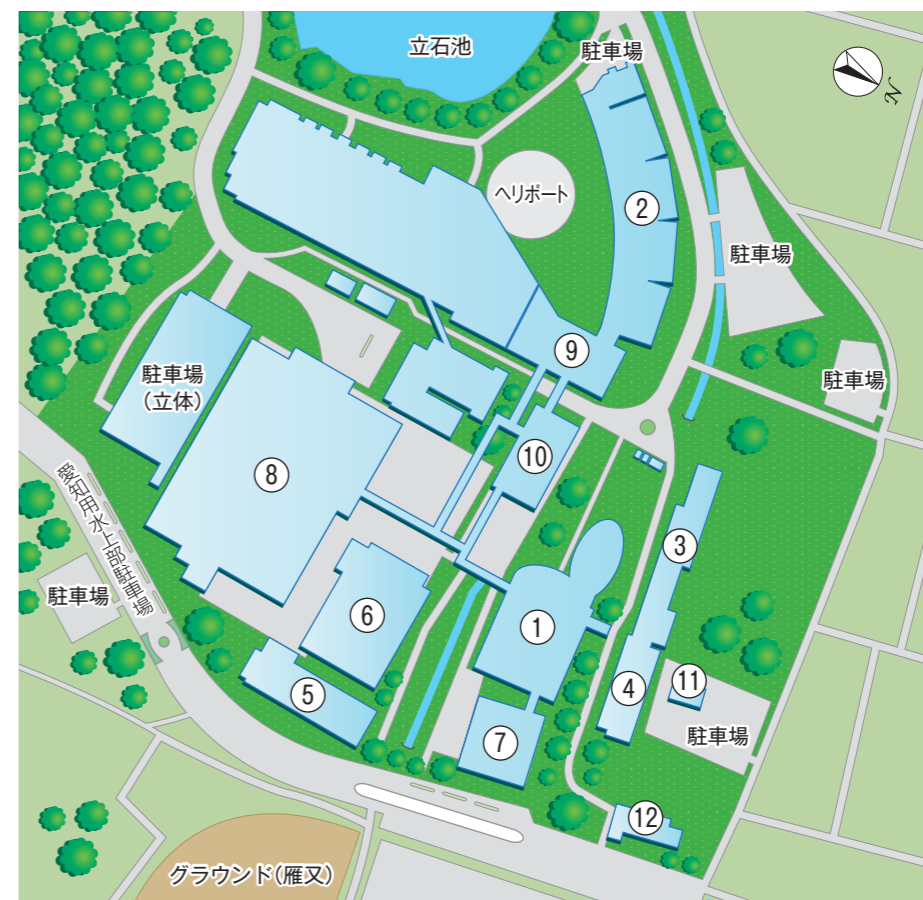 立石池
駐車場
N
ヘリポート
②
駐車場
⑨
駐車場
(立体)
駐車場
⑩
⑧
愛知用水上部駐車場
③
駐車場
⑥
①
⑤
④
⑪
⑦
駐車場
⑫
グラウンド(雁又)